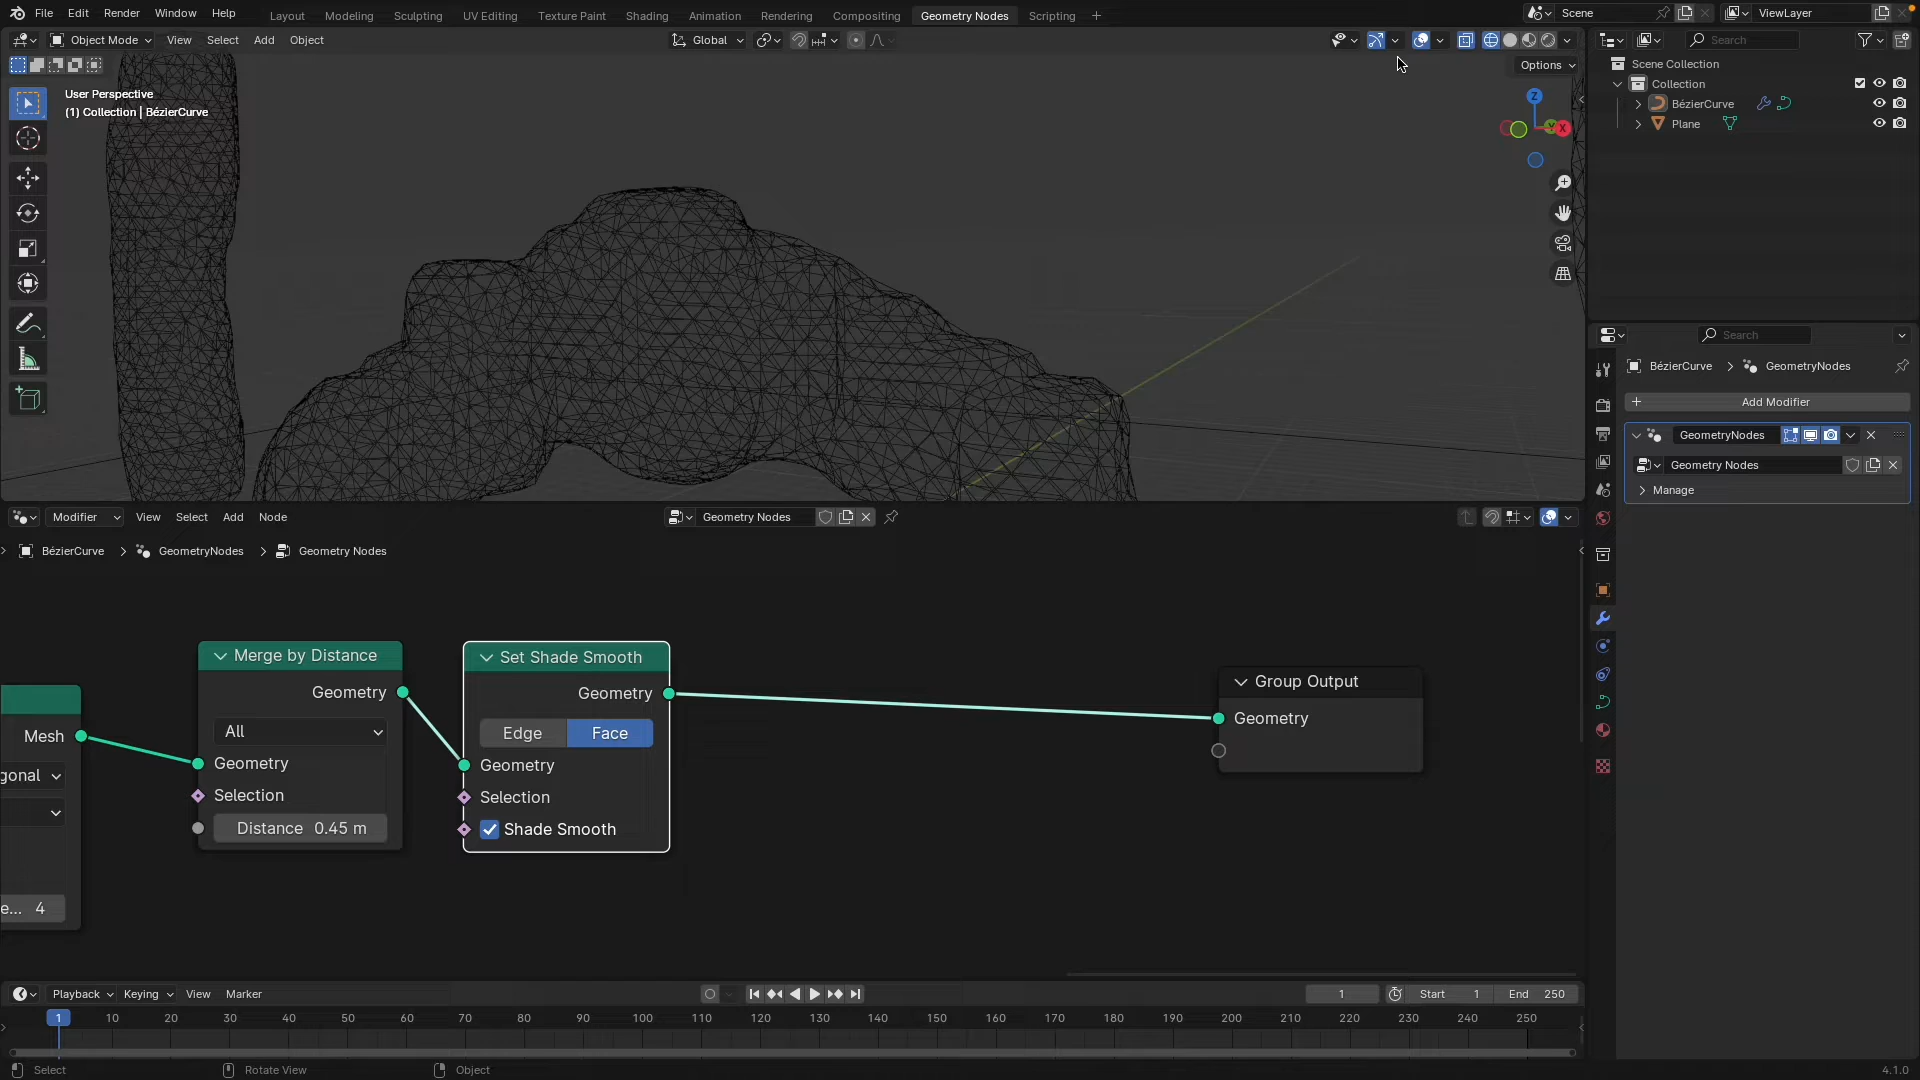 File Edit Render Window Help Layout Modeling Sculpting UV Editing Texture Paint Shading Animation Rendering Compositing Geometry Nodes Scripting + Scene ViewLayer
Object Mode View Select Add Object Global Search
Options
User Perspective
(1) Collection | BézierCurve
Z
X
Scene Collection
Collection
BézierCurve
Plane
Search
BézierCurve > GeometryNodes
+ Add Modifier
GeometryNodes
Geometry Nodes
Manage
Modifier View Select Add Node Geometry Nodes
BézierCurve > GeometryNodes > Geometry Nodes
Mesh
gonal
e... 4
Merge by Distance
Geometry
All
Geometry
Selection
Distance 0.45 m
Set Shade Smooth
Geometry
Edge Face
Geometry
Selection
Shade Smooth
Group Output
Geometry
Playback Keying View Marker 1 Start 1 End 250
1 10 20 30 40 50 60 70 80 90 100 110 120 130 140 150 160 170 180 190 200 210 220 230 240 250
Select Rotate View Object 4.1.0